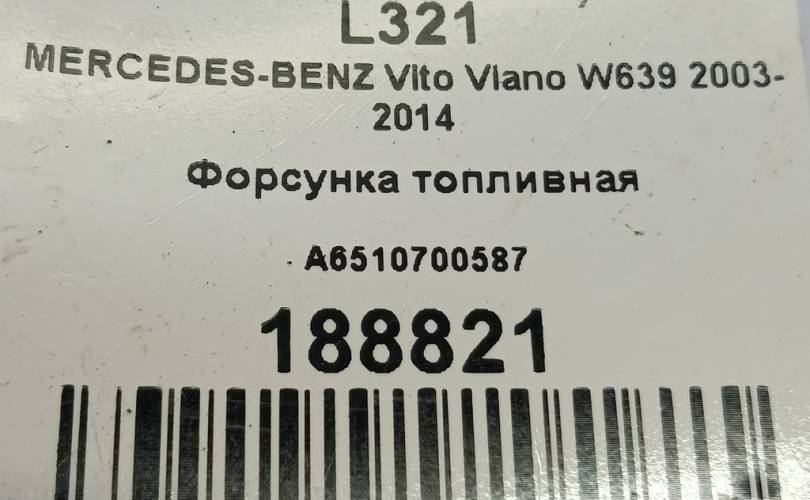 L321
MERCEDES-BENZ Vito Viano W639 2003-
2014
Форсунка топливная
A6510700587
188821